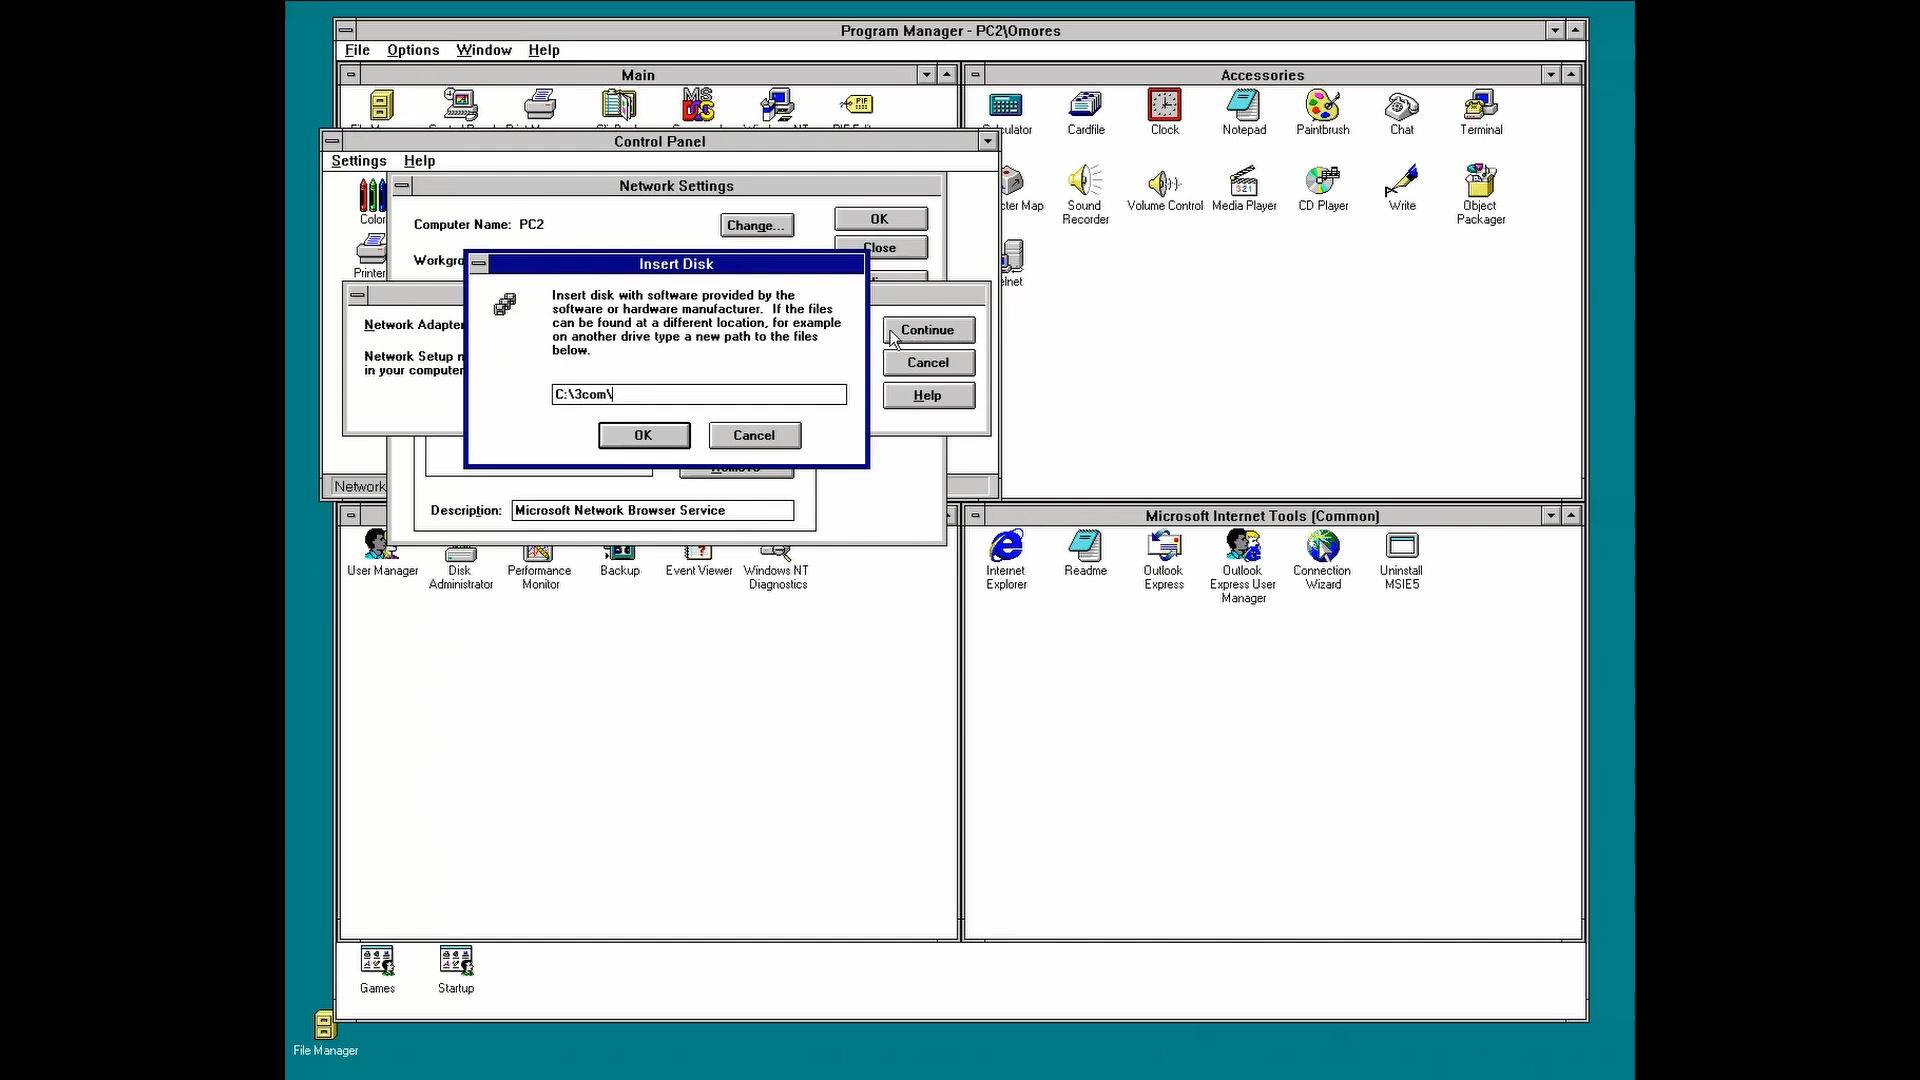 Program Manager - PC2\Omores
File Options Window Help
Main
Accessories
Cardfile
Clock
Notepad
Paintbrush
Chat
Terminal
Control Panel
Settings Help
Color
Printer
Network
Sound Recorder
Volume Control
Media Player
CD Player
Write
Object Packager
Network Settings
Computer Name: PC2
Change...
OK
Close
Network Adapter
Network Setup
in your computer
Continue
Cancel
Help
Insert Disk
Insert disk with software provided by the
software or hardware manufacturer. If the files
can be found at a different location, for example
on another drive type a new path to the files
below.
C:\3com\
OK
Cancel
Description: Microsoft Network Browser Service
User Manager
Disk Administrator
Performance Monitor
Backup
Event Viewer
Windows NT Diagnostics
Microsoft Internet Tools (Common)
Internet Explorer
Readme
Outlook Express
Outlook Express User Manager
Connection Wizard
Uninstall MSIE5
Games
Startup
File Manager